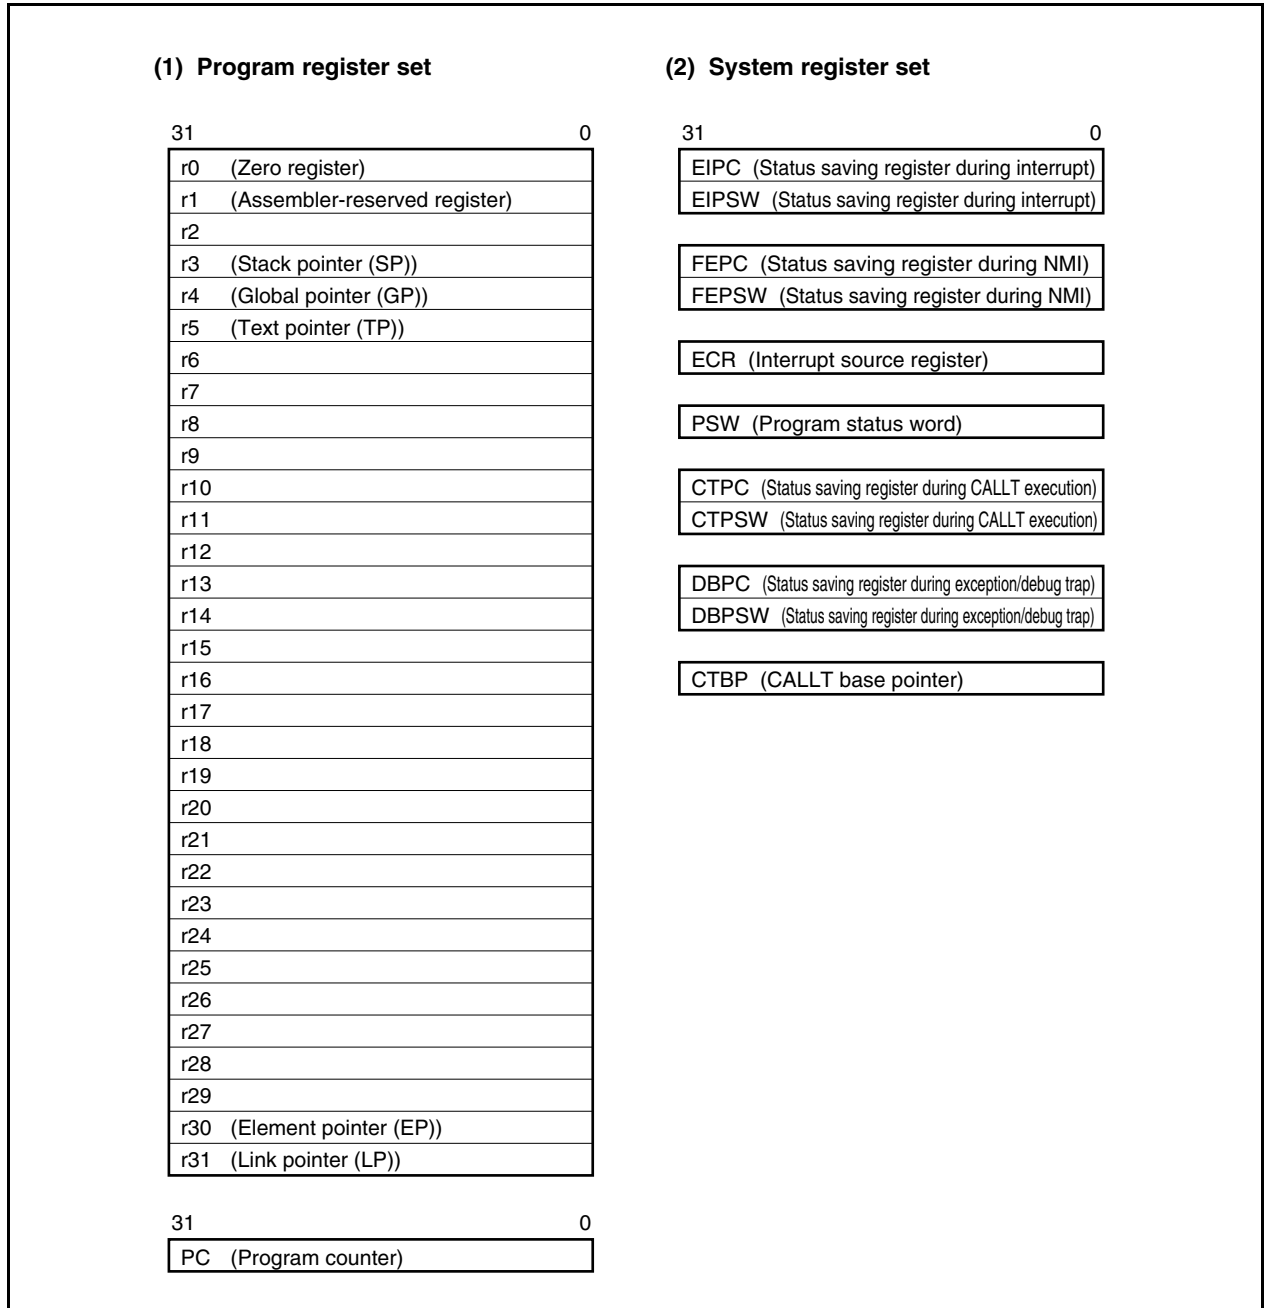 (1) Program register set
31 0
r0 (Zero register)
r1 (Assembler-reserved register)
r2
r3 (Stack pointer (SP))
r4 (Global pointer (GP))
r5 (Text pointer (TP))
r6
r7
r8
r9
r10
r11
r12
r13
r14
r15
r16
r17
r18
r19
r20
r21
r22
r23
r24
r25
r26
r27
r28
r29
r30 (Element pointer (EP))
r31 (Link pointer (LP))
31 0
PC (Program counter)
(2) System register set
31 0
EIPC (Status saving register during interrupt)
EIPSW (Status saving register during interrupt)
FEPC (Status saving register during NMI)
FEPSW (Status saving register during NMI)
ECR (Interrupt source register)
PSW (Program status word)
CTPC (Status saving register during CALLT execution)
CTPSW (Status saving register during CALLT execution)
DBPC (Status saving register during exception/debug trap)
DBPSW (Status saving register during exception/debug trap)
CTBP (CALLT base pointer)